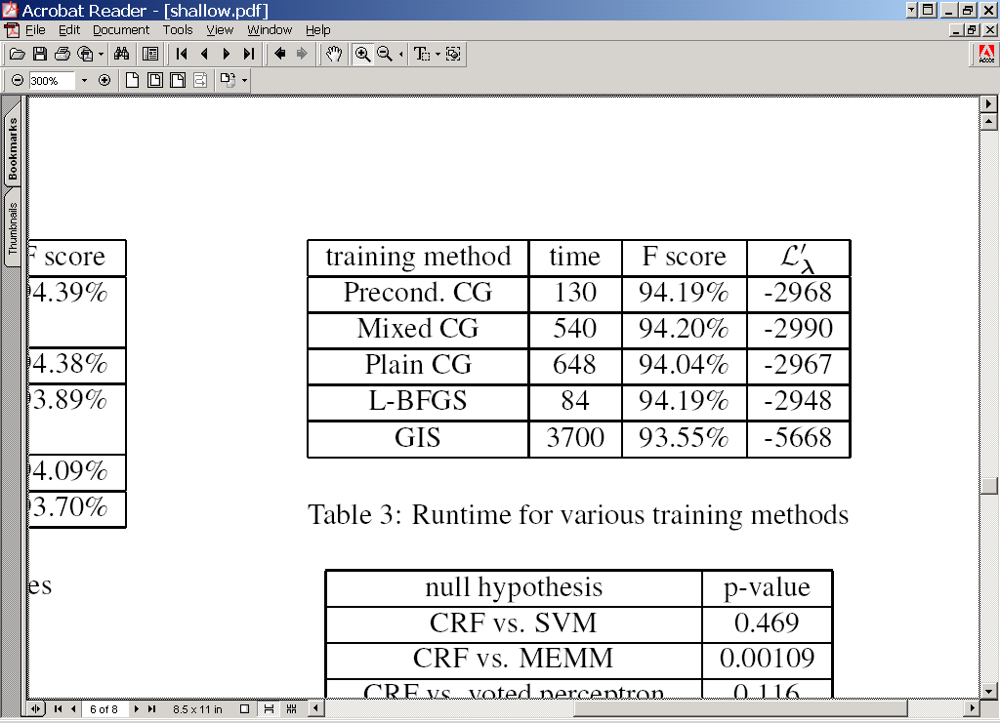 Acrobat Reader - [shallow.pdf]
File Edit Document Tools View Window Help
Adobe
300%
Bookmarks
Thumbnails
F score
94.39%
94.38%
93.89%
94.09%
93.70%
es
training method time F score ℒ′λ
Precond. CG 130 94.19% -2968
Mixed CG 540 94.20% -2990
Plain CG 648 94.04% -2967
L-BFGS 84 94.19% -2948
GIS 3700 93.55% -5668
Table 3: Runtime for various training methods
null hypothesis p-value
CRF vs. SVM 0.469
CRF vs. MEMM 0.00109
CRF vs. voted perceptron 0.116
6 of 8 8.5 x 11 in